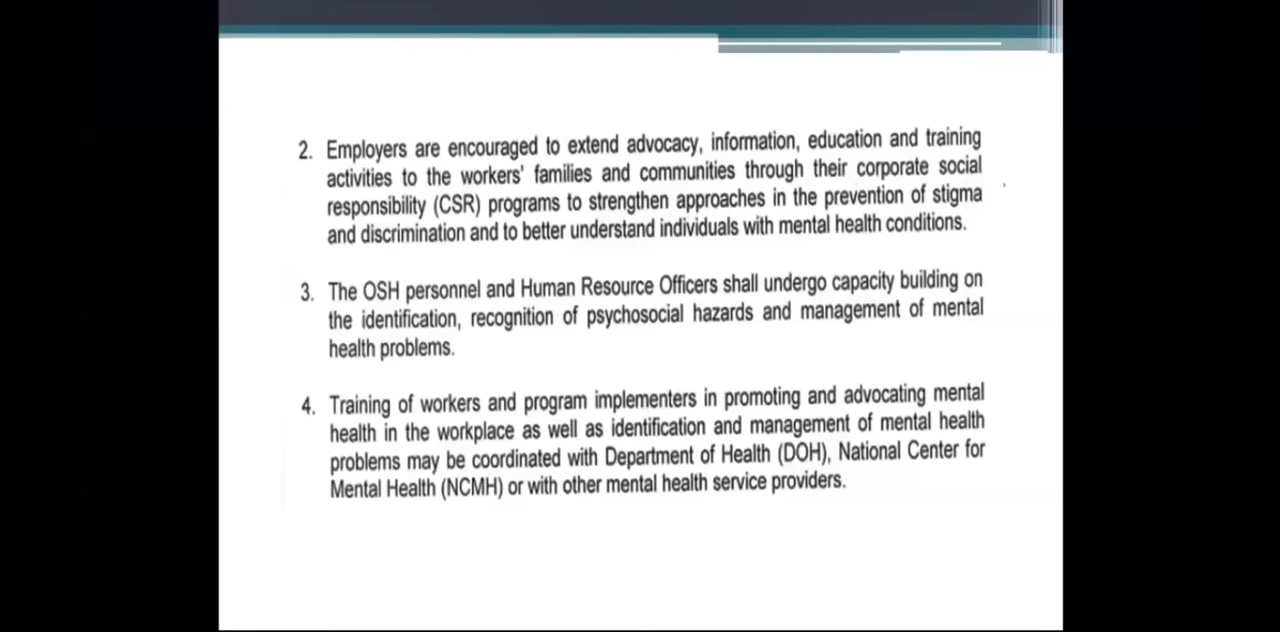 2. Employers are encouraged to extend advocacy, information, education and training
activities to the workers' families and communities through their corporate social
responsibility (CSR) programs to strengthen approaches in the prevention of stigma
and discrimination and to better understand individuals with mental health conditions.
3. The OSH personnel and Human Resource Officers shall undergo capacity building on
the identification, recognition of psychosocial hazards and management of mental
health problems.
4. Training of workers and program implementers in promoting and advocating mental
health in the workplace as well as identification and management of mental health
problems may be coordinated with Department of Health (DOH), National Center for
Mental Health (NCMH) or with other mental health service providers.